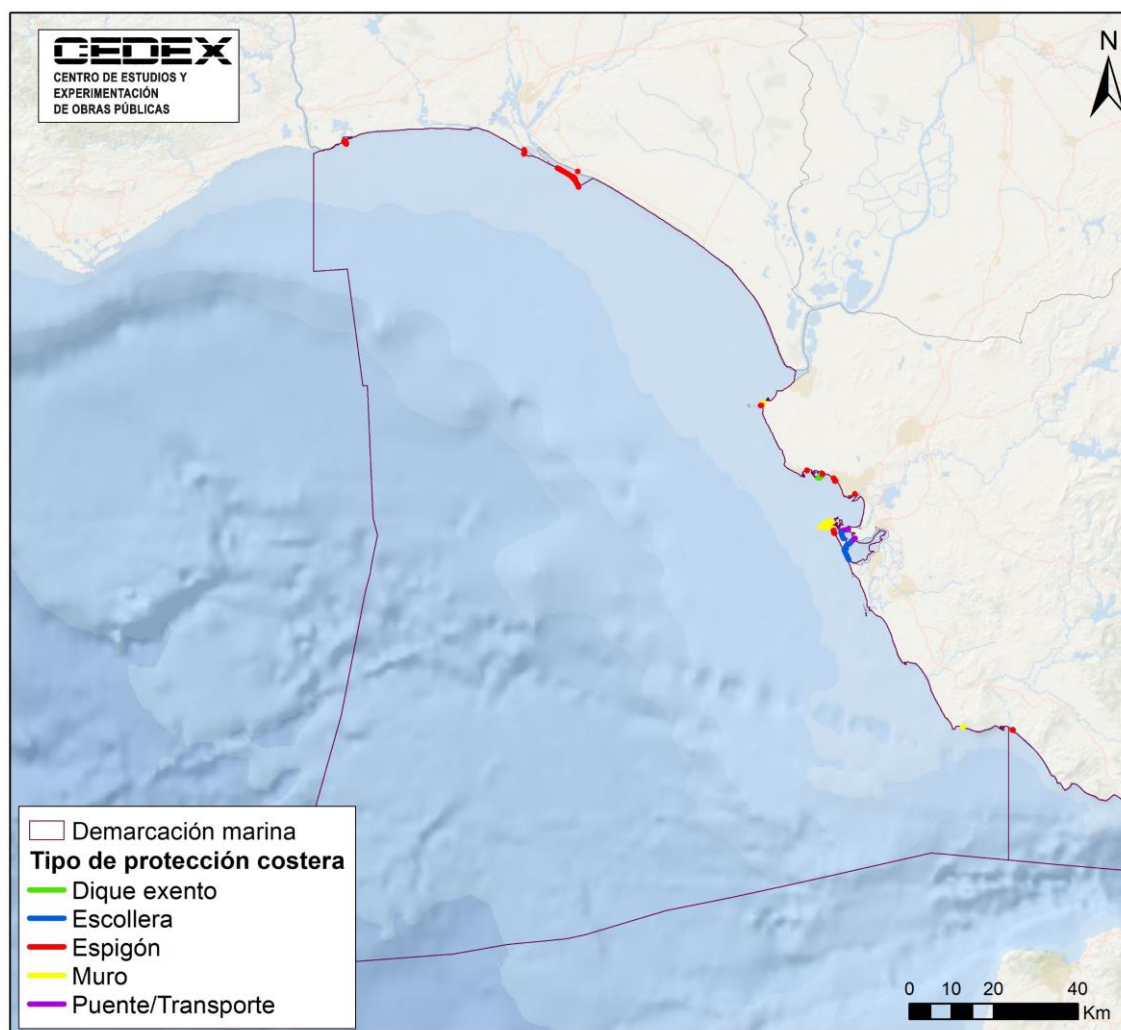 CEDEX
CENTRO DE ESTUDIOS Y
EXPERIMENTACIÓN
DE OBRAS PÚBLICAS
N
Demarcación marina
Tipo de protección costera
Dique exento
Escollera
Espigón
Muro
Puente/Transporte
0 10 20 40
Km